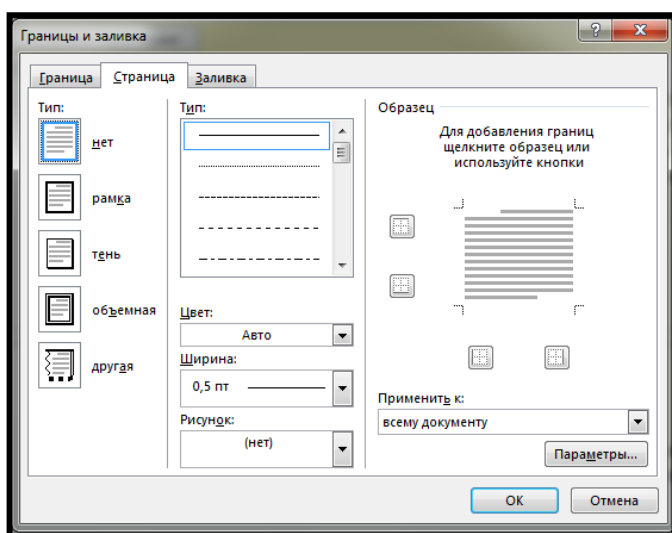 Границы и заливка
Граница Страница Заливка
Тип:
нет
рамка
тень
объемная
другая
Тип:
Цвет:
Авто
Ширина:
0,5 пт
Рисунок:
(нет)
Образец
Для добавления границ
щелкните образец или
используйте кнопки
Применить к:
всему документу
Параметры...
ОК Отмена